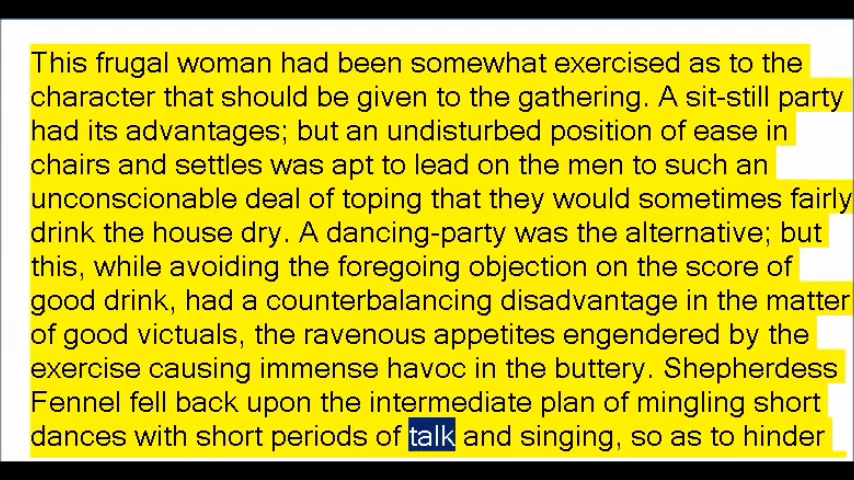 This frugal woman had been somewhat exercised as to the
character that should be given to the gathering. A sit-still party
had its advantages; but an undisturbed position of ease in
chairs and settles was apt to lead on the men to such an
unconscionable deal of toping that they would sometimes fairly
drink the house dry. A dancing-party was the alternative; but
this, while avoiding the foregoing objection on the score of
good drink, had a counterbalancing disadvantage in the matter
of good victuals, the ravenous appetites engendered by the
exercise causing immense havoc in the buttery. Shepherdess
Fennel fell back upon the intermediate plan of mingling short
dances with short periods of talk and singing, so as to hinder